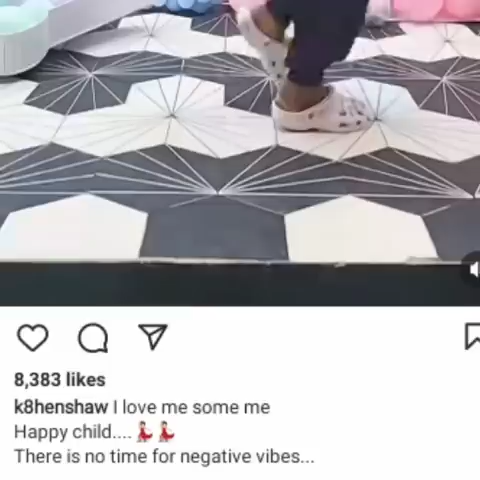 8,383 likes
k8henshaw I love me some me
Happy child.... 💃💃
There is no time for negative vibes...